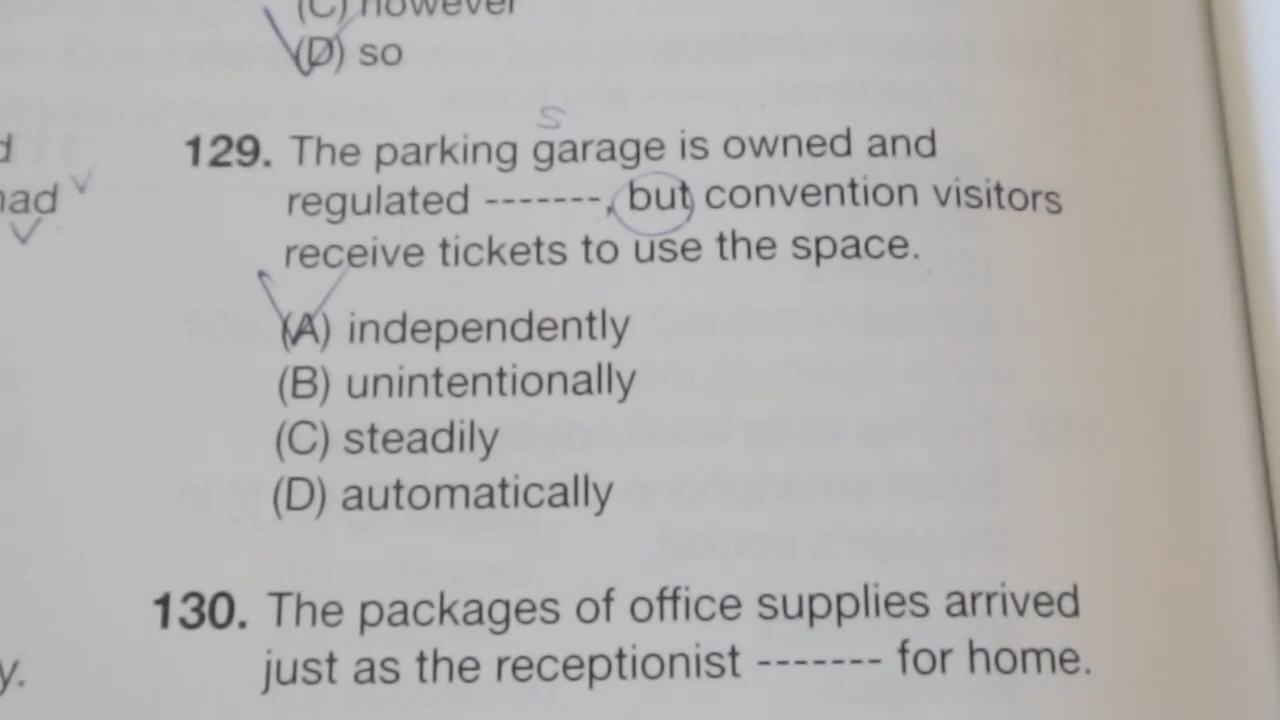 (C) however
(D) so
s
129. The parking garage is owned and
regulated -------, but convention visitors
receive tickets to use the space.
(A) independently
(B) unintentionally
(C) steadily
(D) automatically
130. The packages of office supplies arrived
just as the receptionist ------- for home.